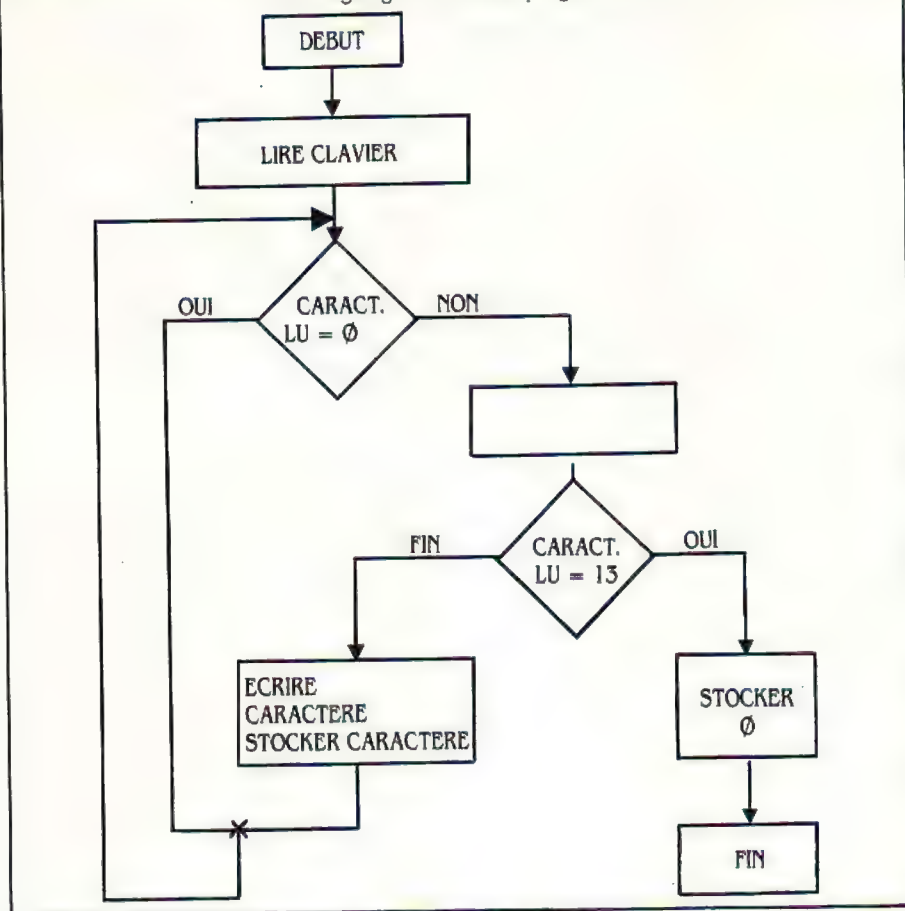 DEBUT
LIRE CLAVIER
OUI
CARACT.
LU = Ø
NON
FIN
CARACT.
LU = 13
OUI
ECRIRE
CARACTERE
STOCKER CARACTERE
STOCKER
Ø
FIN